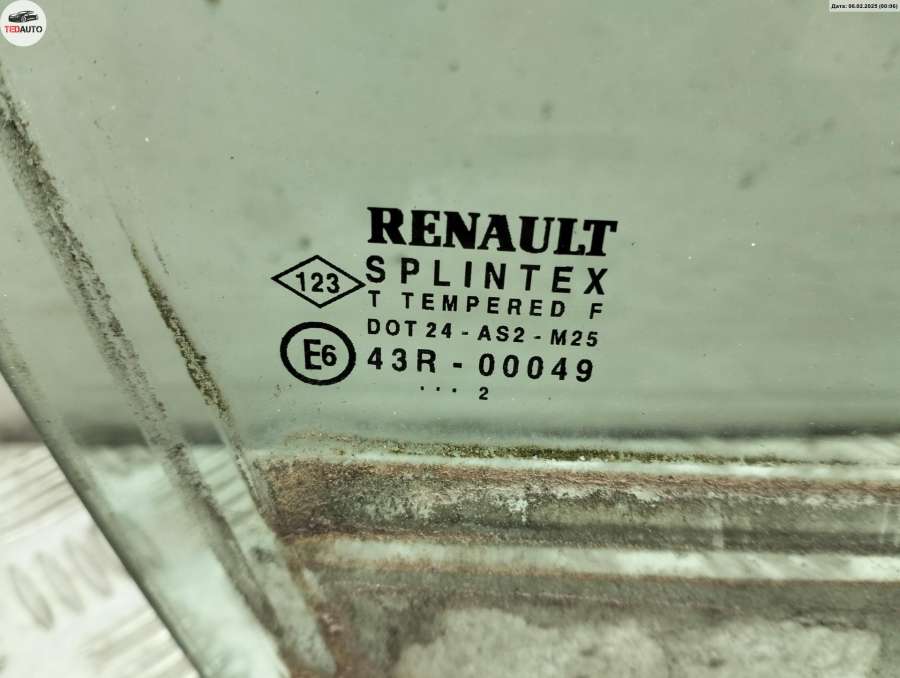 TEDAUTO
Дата: 06.02.2025 (00:06)
RENAULT
SPLINTEX
123
T TEMPERED F
DOT 24 - AS2 - M25
E6
43R - 00049
... 2